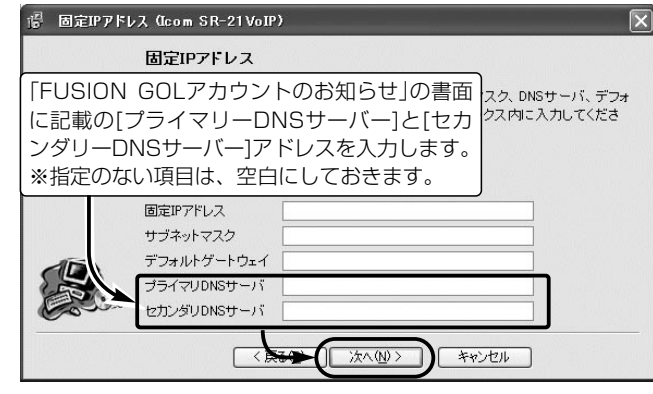 固定IPアドレス (Icom SR-21 VoIP)
固定IPアドレス
「FUSION GOLアカウントのお知らせ」の書面
に記載の[プライマリーDNSサーバー]と[セカ
ンダリーDNSサーバー]アドレスを入力します。
※指定のない項目は、空白にしておきます。
スク、DNSサーバ、デフォ
クス内に入力してくださ
固定IPアドレス
サブネットマスク
デフォルトゲートウェイ
プライマリDNSサーバ
セカンダリDNSサーバ
< 戻る
次へ(N) >
キャンセル